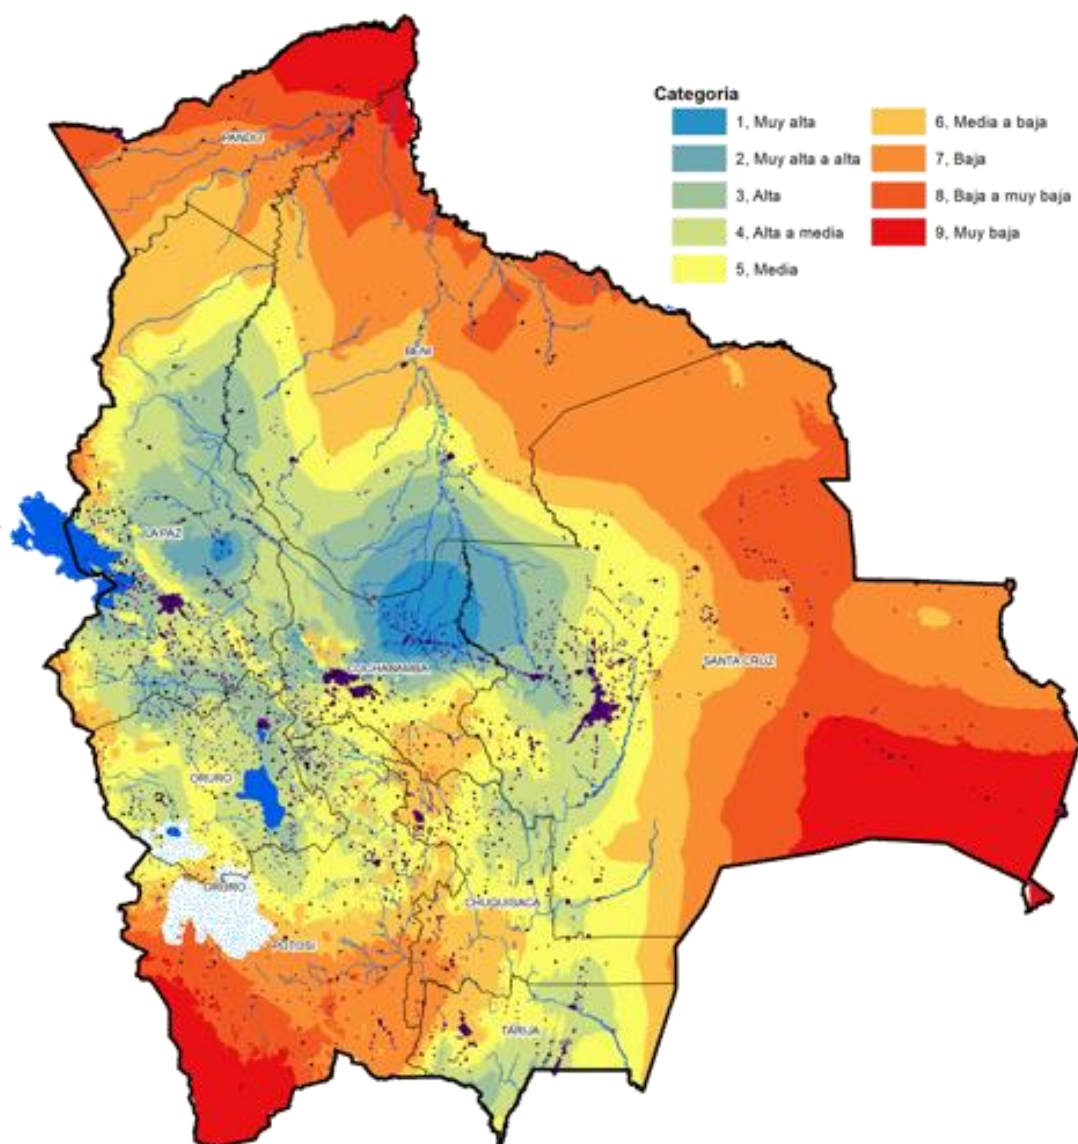 Categoria
1, Muy alta
2, Muy alta a alta
3, Alta
4, Alta a media
5, Media
6, Media a baja
7, Baja
8, Baja a muy baja
9, Muy baja
PANDO
BENI
LA PAZ
COCHABAMBA
SANTA CRUZ
ORURO
ORURO
CHUQUISACA
POTOSI
TARIJA